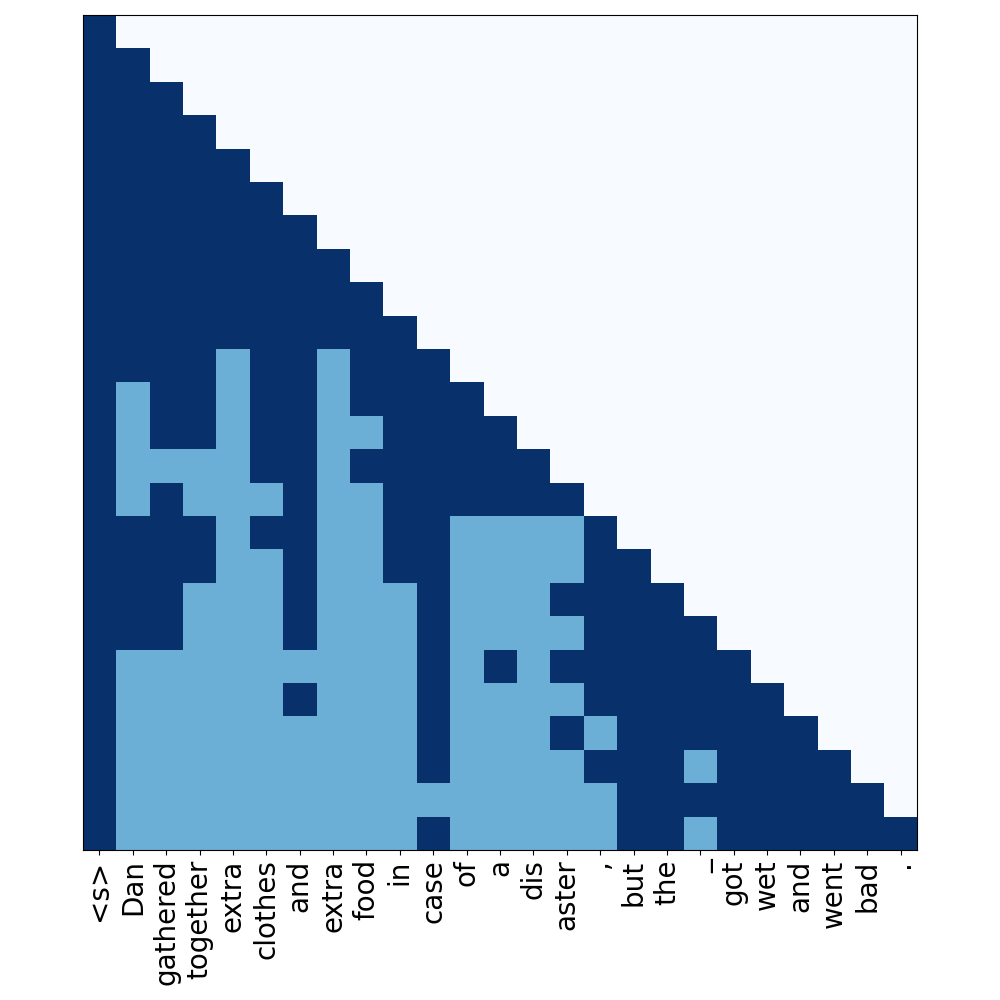 <s> Dan gathered together extra clothes and extra food in case of a dis aster , but the _ got wet and went bad .